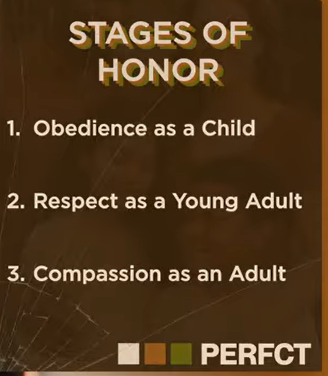 STAGES OF
HONOR
1. Obedience as a Child
2. Respect as a Young Adult
3. Compassion as an Adult
PERFCT